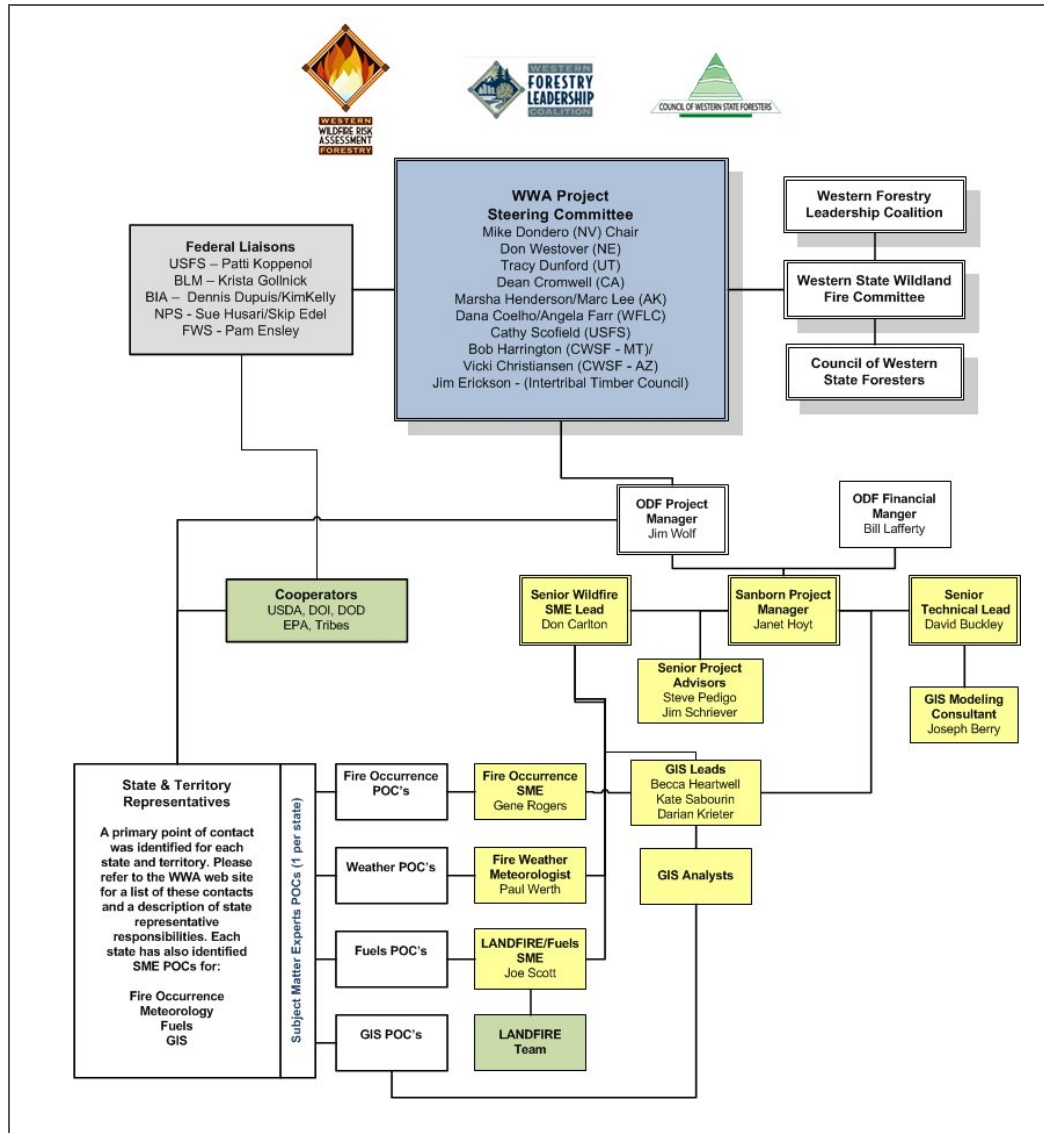 WESTERN
WILDFIRE RISK
ASSESSMENT
FORESTRY
WESTERN
FORESTRY
LEADERSHIP
COALITION
COUNCIL OF WESTERN STATE FORESTERS
WWA Project
Steering Committee
Mike Dondero (NV) Chair
Don Westover (NE)
Tracy Dunford (UT)
Dean Cromwell (CA)
Marsha Henderson/Marc Lee (AK)
Dana Coelho/Angela Farr (WFLC)
Cathy Scofield (USFS)
Bob Harrington (CWSF - MT)/
Vicki Christiansen (CWSF - AZ)
Jim Erickson - (Intertribal Timber Council)
Federal Liaisons
USFS – Patti Koppenol
BLM – Krista Gollnick
BIA – Dennis Dupuis/KimKelly
NPS - Sue Husari/Skip Edel
FWS - Pam Ensley
Western Forestry
Leadership Coalition
Western State Wildland
Fire Committee
Council of Western
State Foresters
ODF Project
Manager
Jim Wolf
ODF Financial
Manger
Bill Lafferty
Cooperators
USDA, DOI, DOD
EPA, Tribes
Senior Wildfire
SME Lead
Don Carlton
Sanborn Project
Manager
Janet Hoyt
Senior
Technical Lead
David Buckley
Senior Project
Advisors
Steve Pedigo
Jim Schriever
GIS Modeling
Consultant
Joseph Berry
State & Territory
Representatives
A primary point of contact
was identified for each
state and territory. Please
refer to the WWA web site
for a list of these contacts
and a description of state
representative
responsibilities. Each
state has also identified
SME POCs for:
Fire Occurrence
Meteorology
Fuels
GIS
Subject Matter Experts POCs (1 per state)
Fire Occurrence
POC's
Fire Occurrence
SME
Gene Rogers
GIS Leads
Becca Heartwell
Kate Sabourin
Darian Krieter
Weather POC's
Fire Weather
Meteorologist
Paul Werth
GIS Analysts
Fuels POC's
LANDFIRE/Fuels
SME
Joe Scott
GIS POC's
LANDFIRE
Team